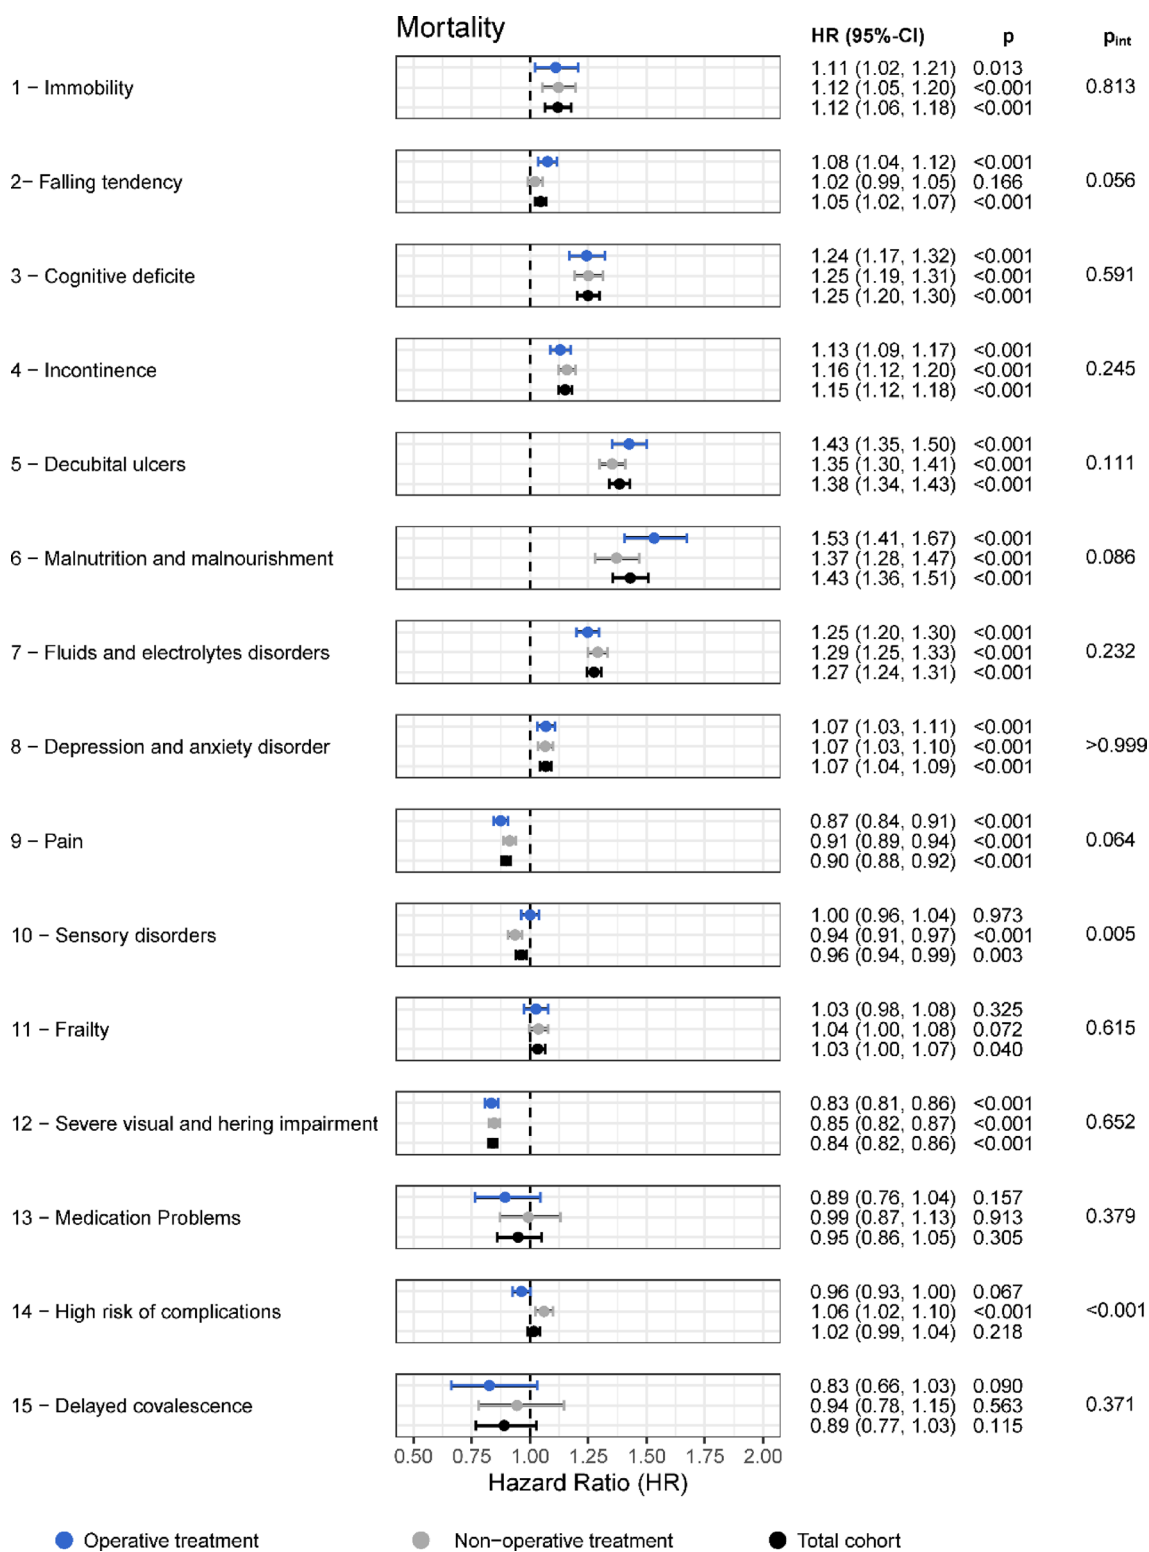 Mortality HR (95%-CI) p pint
1.11 (1.02, 1.21) 0.013
1 − Immobility 1.12 (1.05, 1.20) <0.001 0.813
1.12 (1.06, 1.18) <0.001
1.08 (1.04, 1.12) <0.001
2− Falling tendency 1.02 (0.99, 1.05) 0.166 0.056
1.05 (1.02, 1.07) <0.001
1.24 (1.17, 1.32) <0.001
3 − Cognitive deficite 1.25 (1.19, 1.31) <0.001 0.591
1.25 (1.20, 1.30) <0.001
1.13 (1.09, 1.17) <0.001
4 − Incontinence 1.16 (1.12, 1.20) <0.001 0.245
1.15 (1.12, 1.18) <0.001
1.43 (1.35, 1.50) <0.001
5 − Decubital ulcers 1.35 (1.30, 1.41) <0.001 0.111
1.38 (1.34, 1.43) <0.001
1.53 (1.41, 1.67) <0.001
6 − Malnutrition and malnourishment 1.37 (1.28, 1.47) <0.001 0.086
1.43 (1.36, 1.51) <0.001
1.25 (1.20, 1.30) <0.001
7 − Fluids and electrolytes disorders 1.29 (1.25, 1.33) <0.001 0.232
1.27 (1.24, 1.31) <0.001
1.07 (1.03, 1.11) <0.001
8 − Depression and anxiety disorder 1.07 (1.03, 1.10) <0.001 >0.999
1.07 (1.04, 1.09) <0.001
0.87 (0.84, 0.91) <0.001
9 − Pain 0.91 (0.89, 0.94) <0.001 0.064
0.90 (0.88, 0.92) <0.001
1.00 (0.96, 1.04) 0.973
10 − Sensory disorders 0.94 (0.91, 0.97) <0.001 0.005
0.96 (0.94, 0.99) 0.003
1.03 (0.98, 1.08) 0.325
11 − Frailty 1.04 (1.00, 1.08) 0.072 0.615
1.03 (1.00, 1.07) 0.040
0.83 (0.81, 0.86) <0.001
12 − Severe visual and hering impairment 0.85 (0.82, 0.87) <0.001 0.652
0.84 (0.82, 0.86) <0.001
0.89 (0.76, 1.04) 0.157
13 − Medication Problems 0.99 (0.87, 1.13) 0.913 0.379
0.95 (0.86, 1.05) 0.305
0.96 (0.93, 1.00) 0.067
14 − High risk of complications 1.06 (1.02, 1.10) <0.001 <0.001
1.02 (0.99, 1.04) 0.218
0.83 (0.66, 1.03) 0.090
15 − Delayed covalescence 0.94 (0.78, 1.15) 0.563 0.371
0.89 (0.77, 1.03) 0.115
0.50 0.75 1.00 1.25 1.50 1.75 2.00
Hazard Ratio (HR)
Operative treatment Non-operative treatment Total cohort